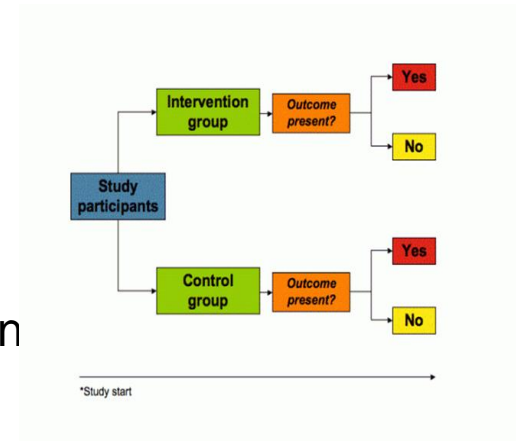 Yes
Intervention
group
Outcome
present?
No
Study
participants
Yes
Control
group
Outcome
present?
No
n
*Study start